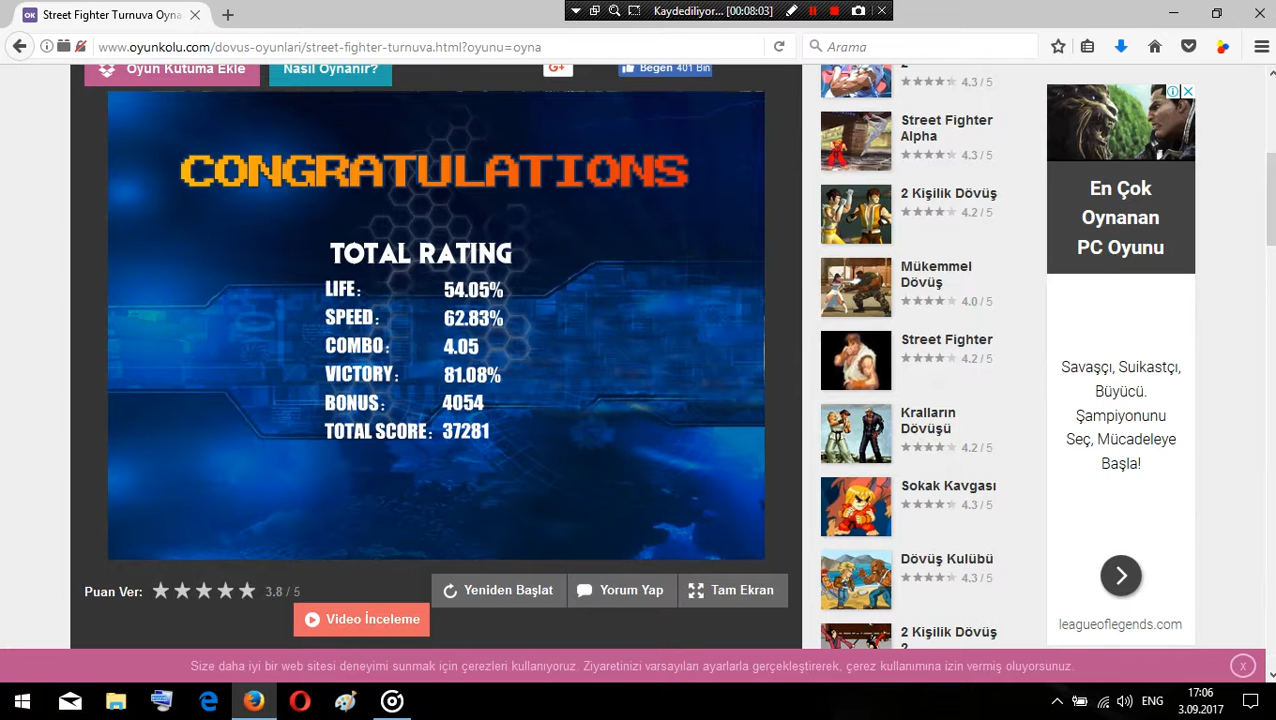 Street Fighter Turnuva Oyna
Kaydediliyor... [00:08:03]
www.oyunkolu.com/dovus-oyunlari/street-fighter-turnuva.html?oyunu=oyna
Arama
Oyun Kutuma Ekle
Nasıl Oynanır?
G+
Beğen 401 Bin
CONGRATULATIONS
TOTAL RATING
LIFE: 54.05%
SPEED: 62.83%
COMBO: 4.05
VICTORY: 81.08%
BONUS: 4054
TOTAL SCORE: 37281
Puan Ver: 3.8 / 5
Yeniden Başlat
Yorum Yap
Tam Ekran
Video İnceleme
2
4.3 / 5
Street Fighter
Alpha
4.3 / 5
2 Kişilik Dövüş
4.2 / 5
Mükemmel
Dövüş
4.0 / 5
Street Fighter
4.2 / 5
Kralların
Dövüşü
4.2 / 5
Sokak Kavgası
4.3 / 5
Dövüş Kulübü
4.3 / 5
2 Kişilik Dövüş
2
En Çok
Oynanan
PC Oyunu
Savaşçı, Suikastçı,
Büyücü.
Şampiyonunu
Seç, Mücadeleye
Başla!
leagueoflegends.com
Size daha iyi bir web sitesi deneyimi sunmak için çerezleri kullanıyoruz. Ziyaretinizi varsayılan ayarlarla gerçekleştirerek, çerez kullanımına izin vermiş oluyorsunuz.
x
ENG
17:06
3.09.2017